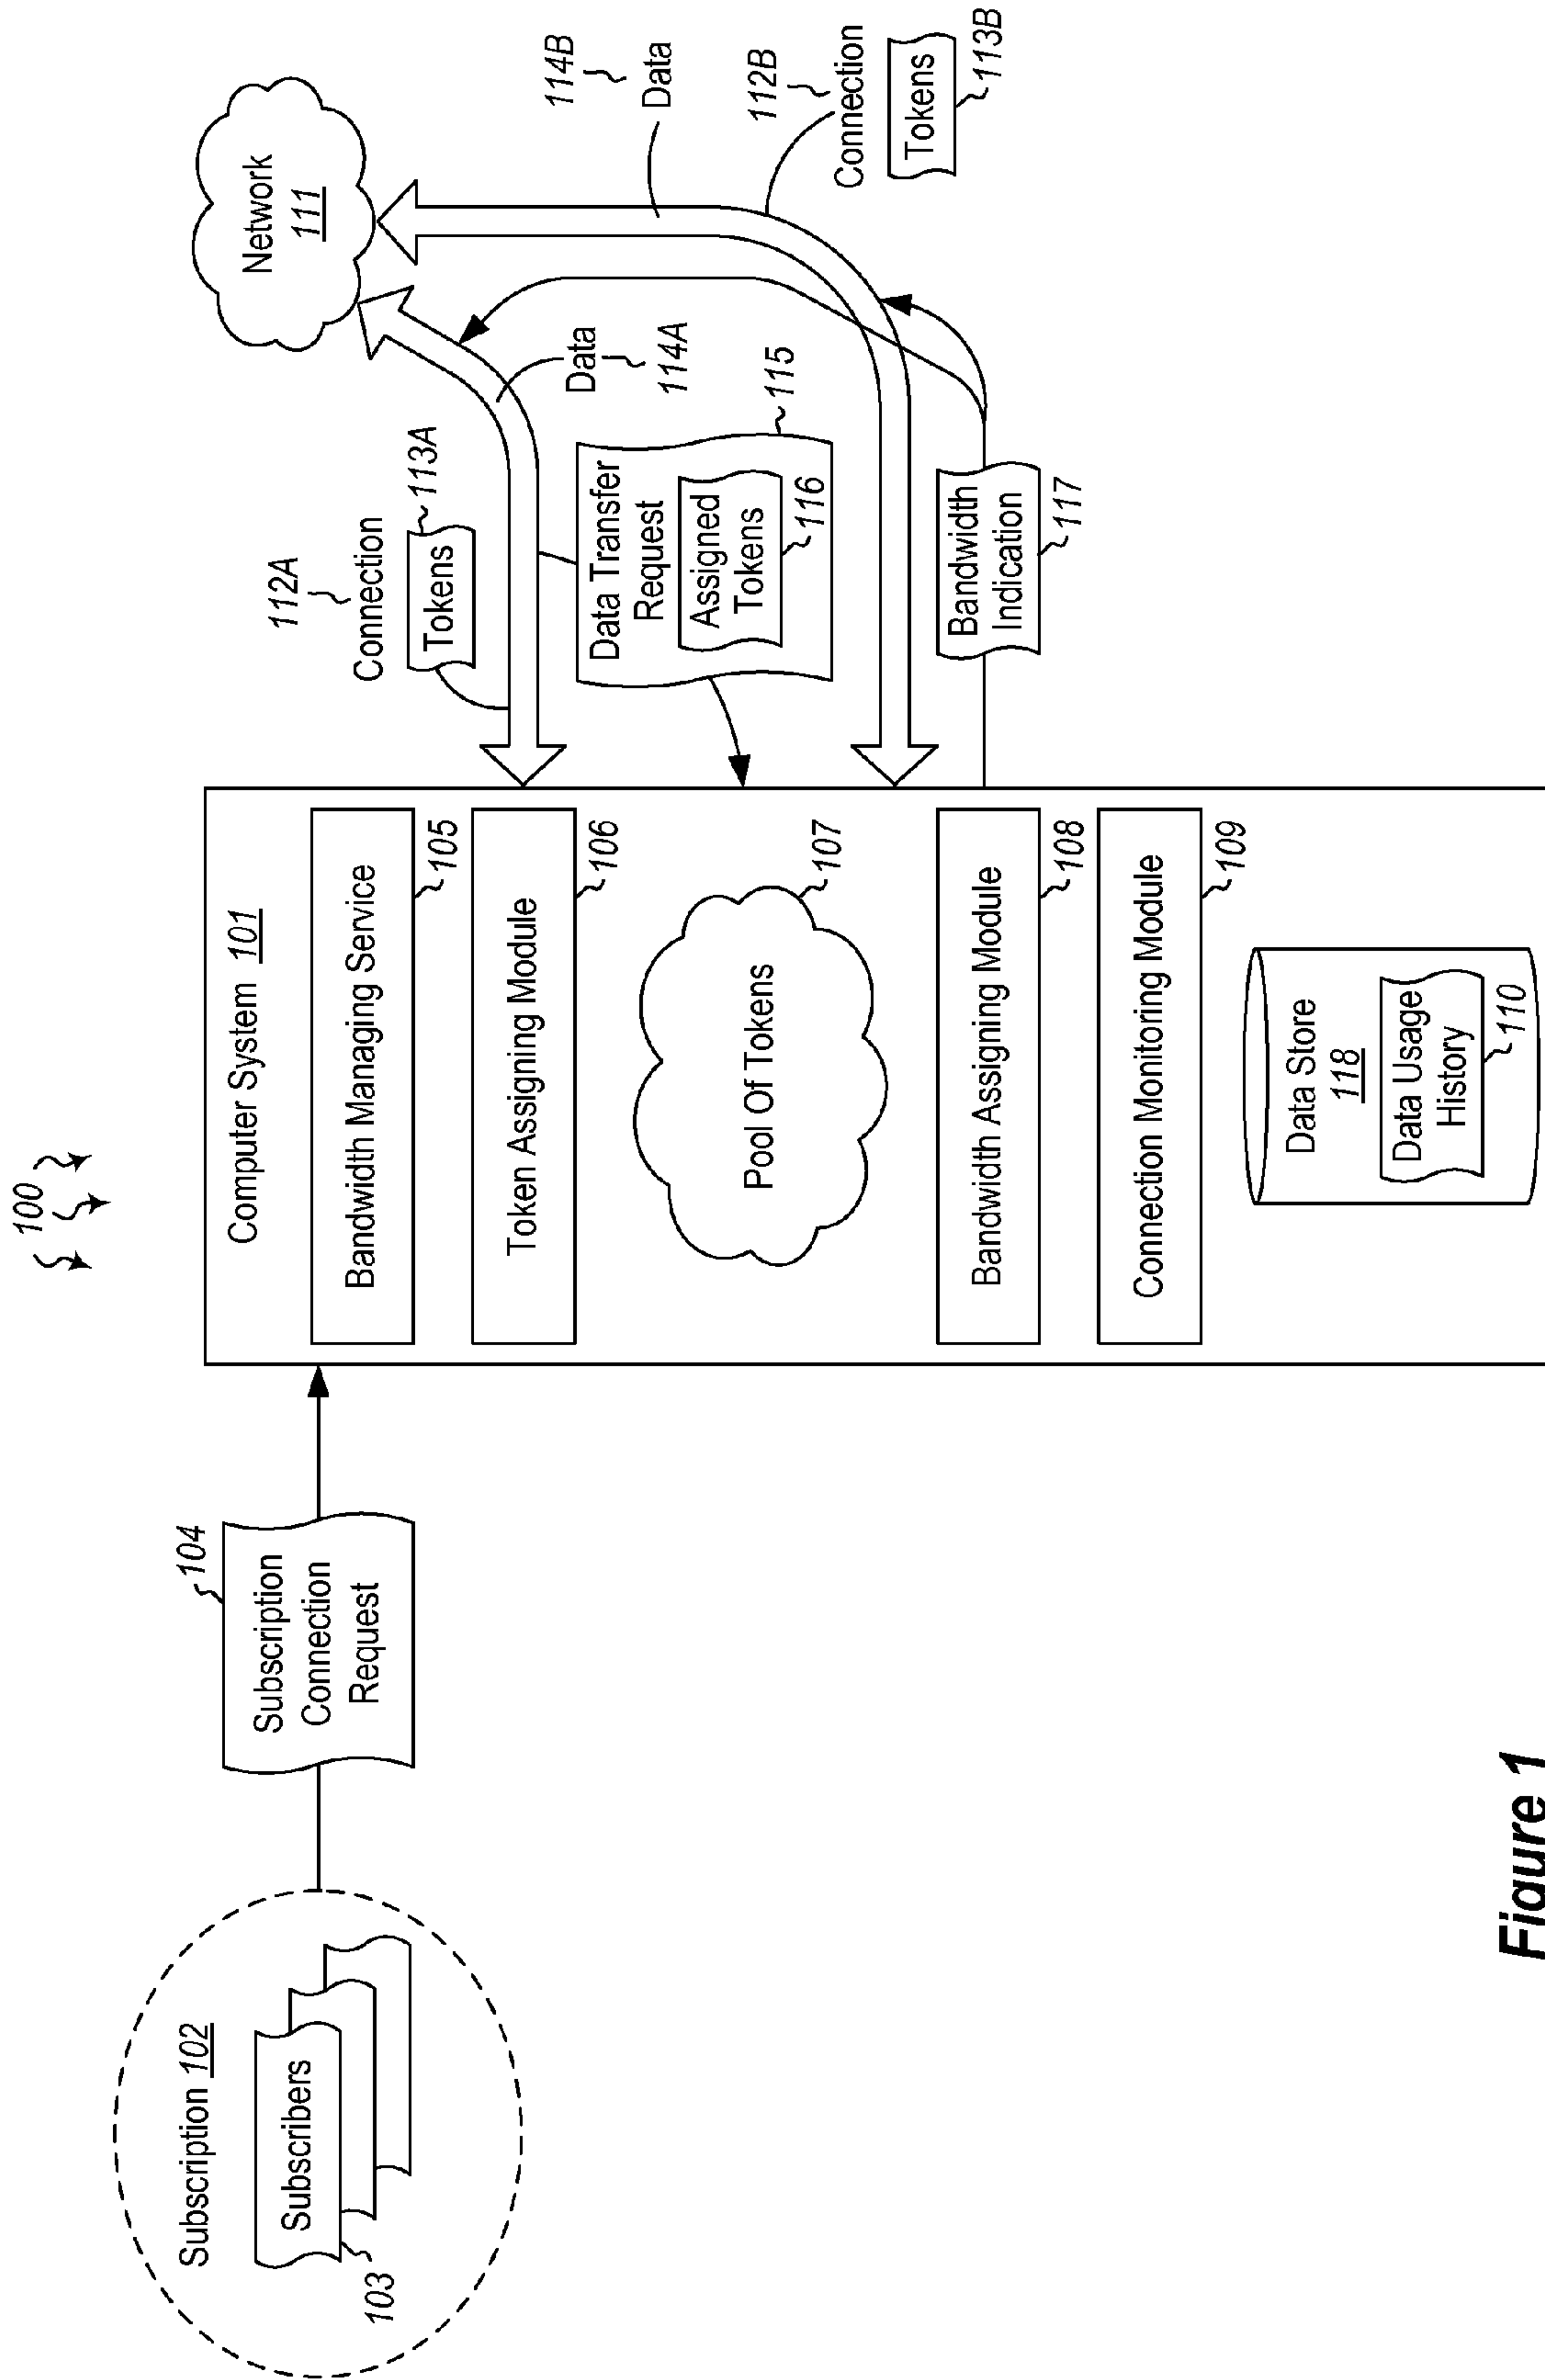 100
Subscription 102
Subscribers
103
104
Subscription
Connection
Request
Computer System 101
Bandwidth Managing Service
105
Token Assigning Module
106
Pool Of Tokens
107
Bandwidth Assigning Module
108
Connection Monitoring Module
109
Data Store
118
Data Usage
History
110
112A
Connection
Tokens
113A
Data
114A
Data Transfer
Request
115
Assigned
Tokens
116
Bandwidth
Indication
117
Network
111
114B
Data
112B
Connection
Tokens
113B
Figure 1